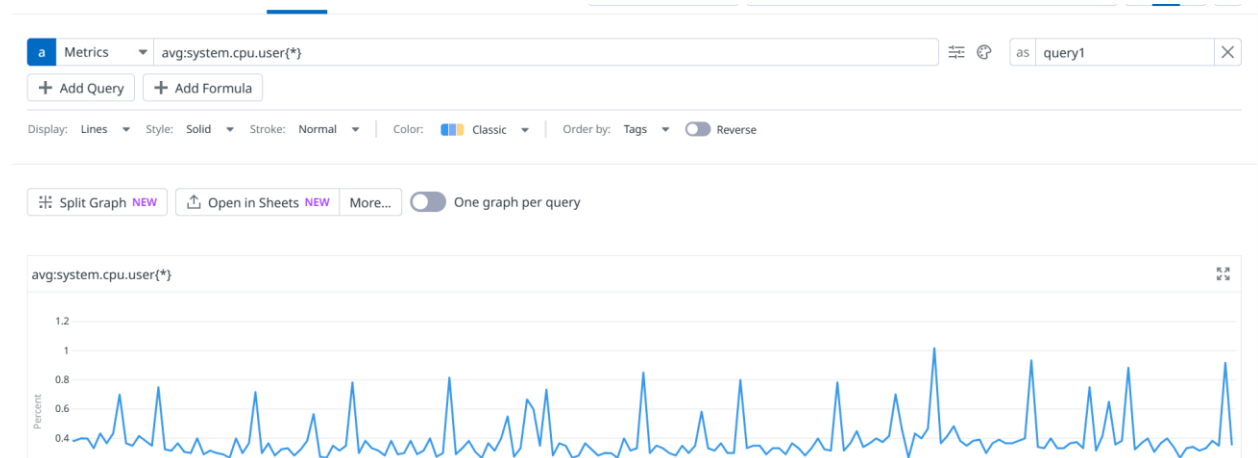 a Metrics avg:system.cpu.user{*} as query1
Add Query Add Formula
Display: Lines Style: Solid Stroke: Normal Color: Classic Order by: Tags Reverse
Split Graph NEW Open in Sheets NEW More... One graph per query
avg:system.cpu.user{*}
1.2
1
0.8
0.6
0.4
Percent